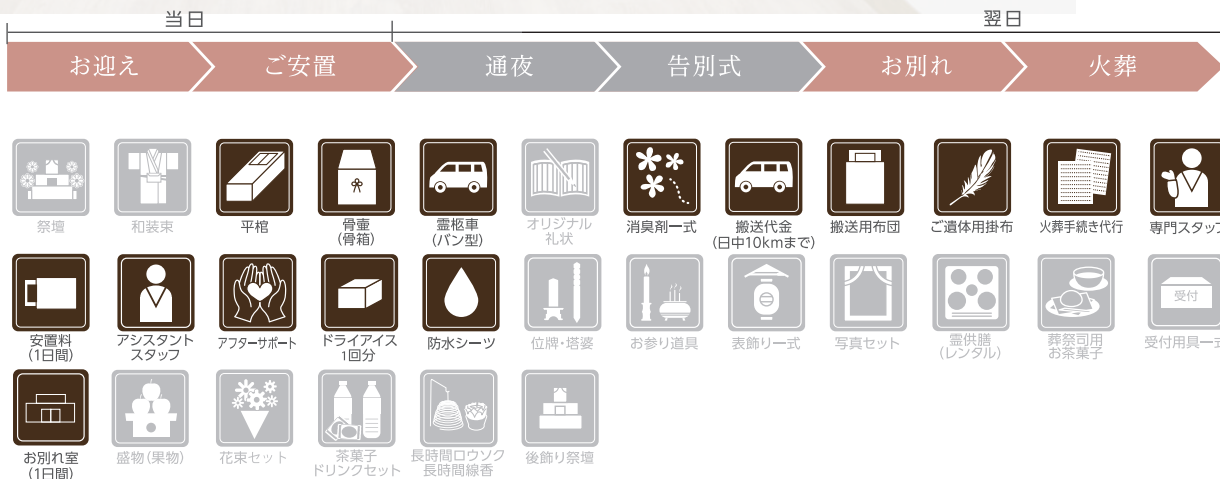 当日
翌日
お迎え
ご安置
通夜
告別式
お別れ
火葬
祭壇
和装束
平棺
骨壷
(骨箱)
霊柩車
(バン型)
オリジナル
礼状
消臭剤一式
搬送代金
(日中10kmまで)
搬送用布団
ご遺体用掛布
火葬手続き代行
専門スタッフ
安置料
(1日間)
アシスタント
スタッフ
アフターサポート
ドライアイス
1回分
防水シーツ
位牌・塔婆
お参り道具
表飾り一式
写真セット
霊供膳
(レンタル)
葬祭司用
お茶菓子
受付
受付用具一式
お別れ室
(1日間)
盛物(果物)
花束セット
茶菓子
ドリンクセット
長時間ロウソク
長時間線香
後飾り祭壇